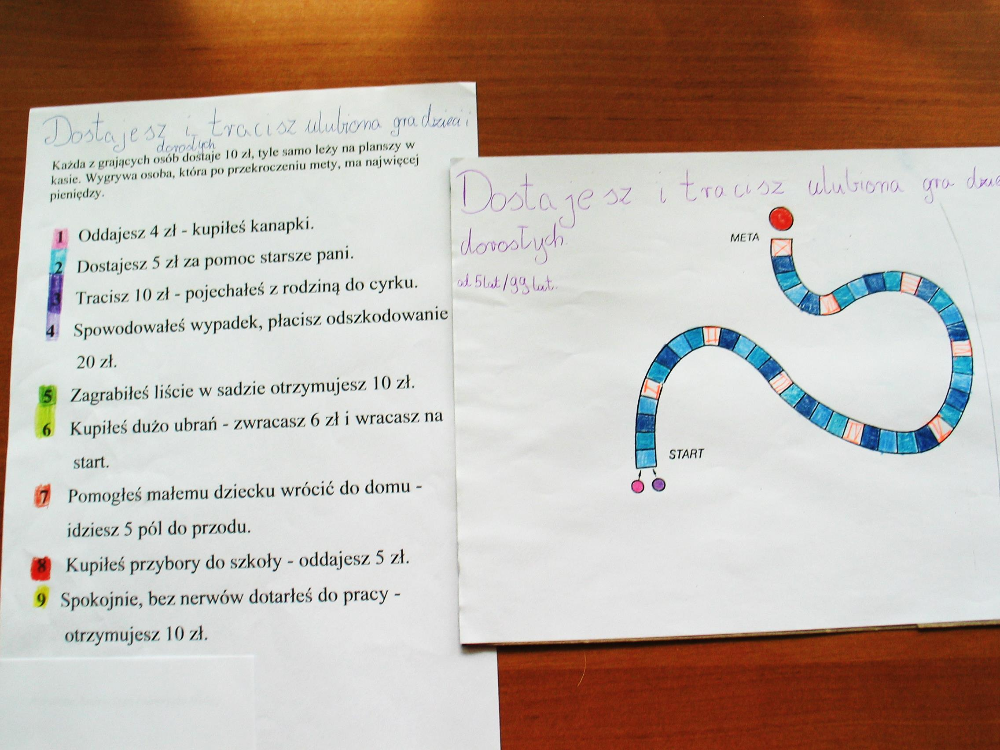 Dostajesz i tracisz ulubiona gra dzieci i
dorosłych
Każda z grających osób dostaje 10 zł, tyle samo leży na planszy w
kasie. Wygrywa osoba, która po przekroczeniu mety, ma najwięcej
pieniędzy.
1 Oddajesz 4 zł - kupiłeś kanapki.
2 Dostajesz 5 zł za pomoc starsze pani.
3 Tracisz 10 zł - pojechałeś z rodziną do cyrku.
4 Spowodowałeś wypadek, płacisz odszkodowanie
20 zł.
5 Zagrabiłeś liście w sadzie otrzymujesz 10 zł.
6 Kupiłeś dużo ubrań - zwracasz 6 zł i wracasz na
start.
7 Pomogłeś małemu dziecku wrócić do domu -
idziesz 5 pól do przodu.
8 Kupiłeś przybory do szkoły - oddajesz 5 zł.
9 Spokojnie, bez nerwów dotarłeś do pracy -
otrzymujesz 10 zł.
Dostajesz i tracisz ulubiona gra dzie
dorosłych.
od 5 lat/99 lat.
META
START
I
II
III
IV
V